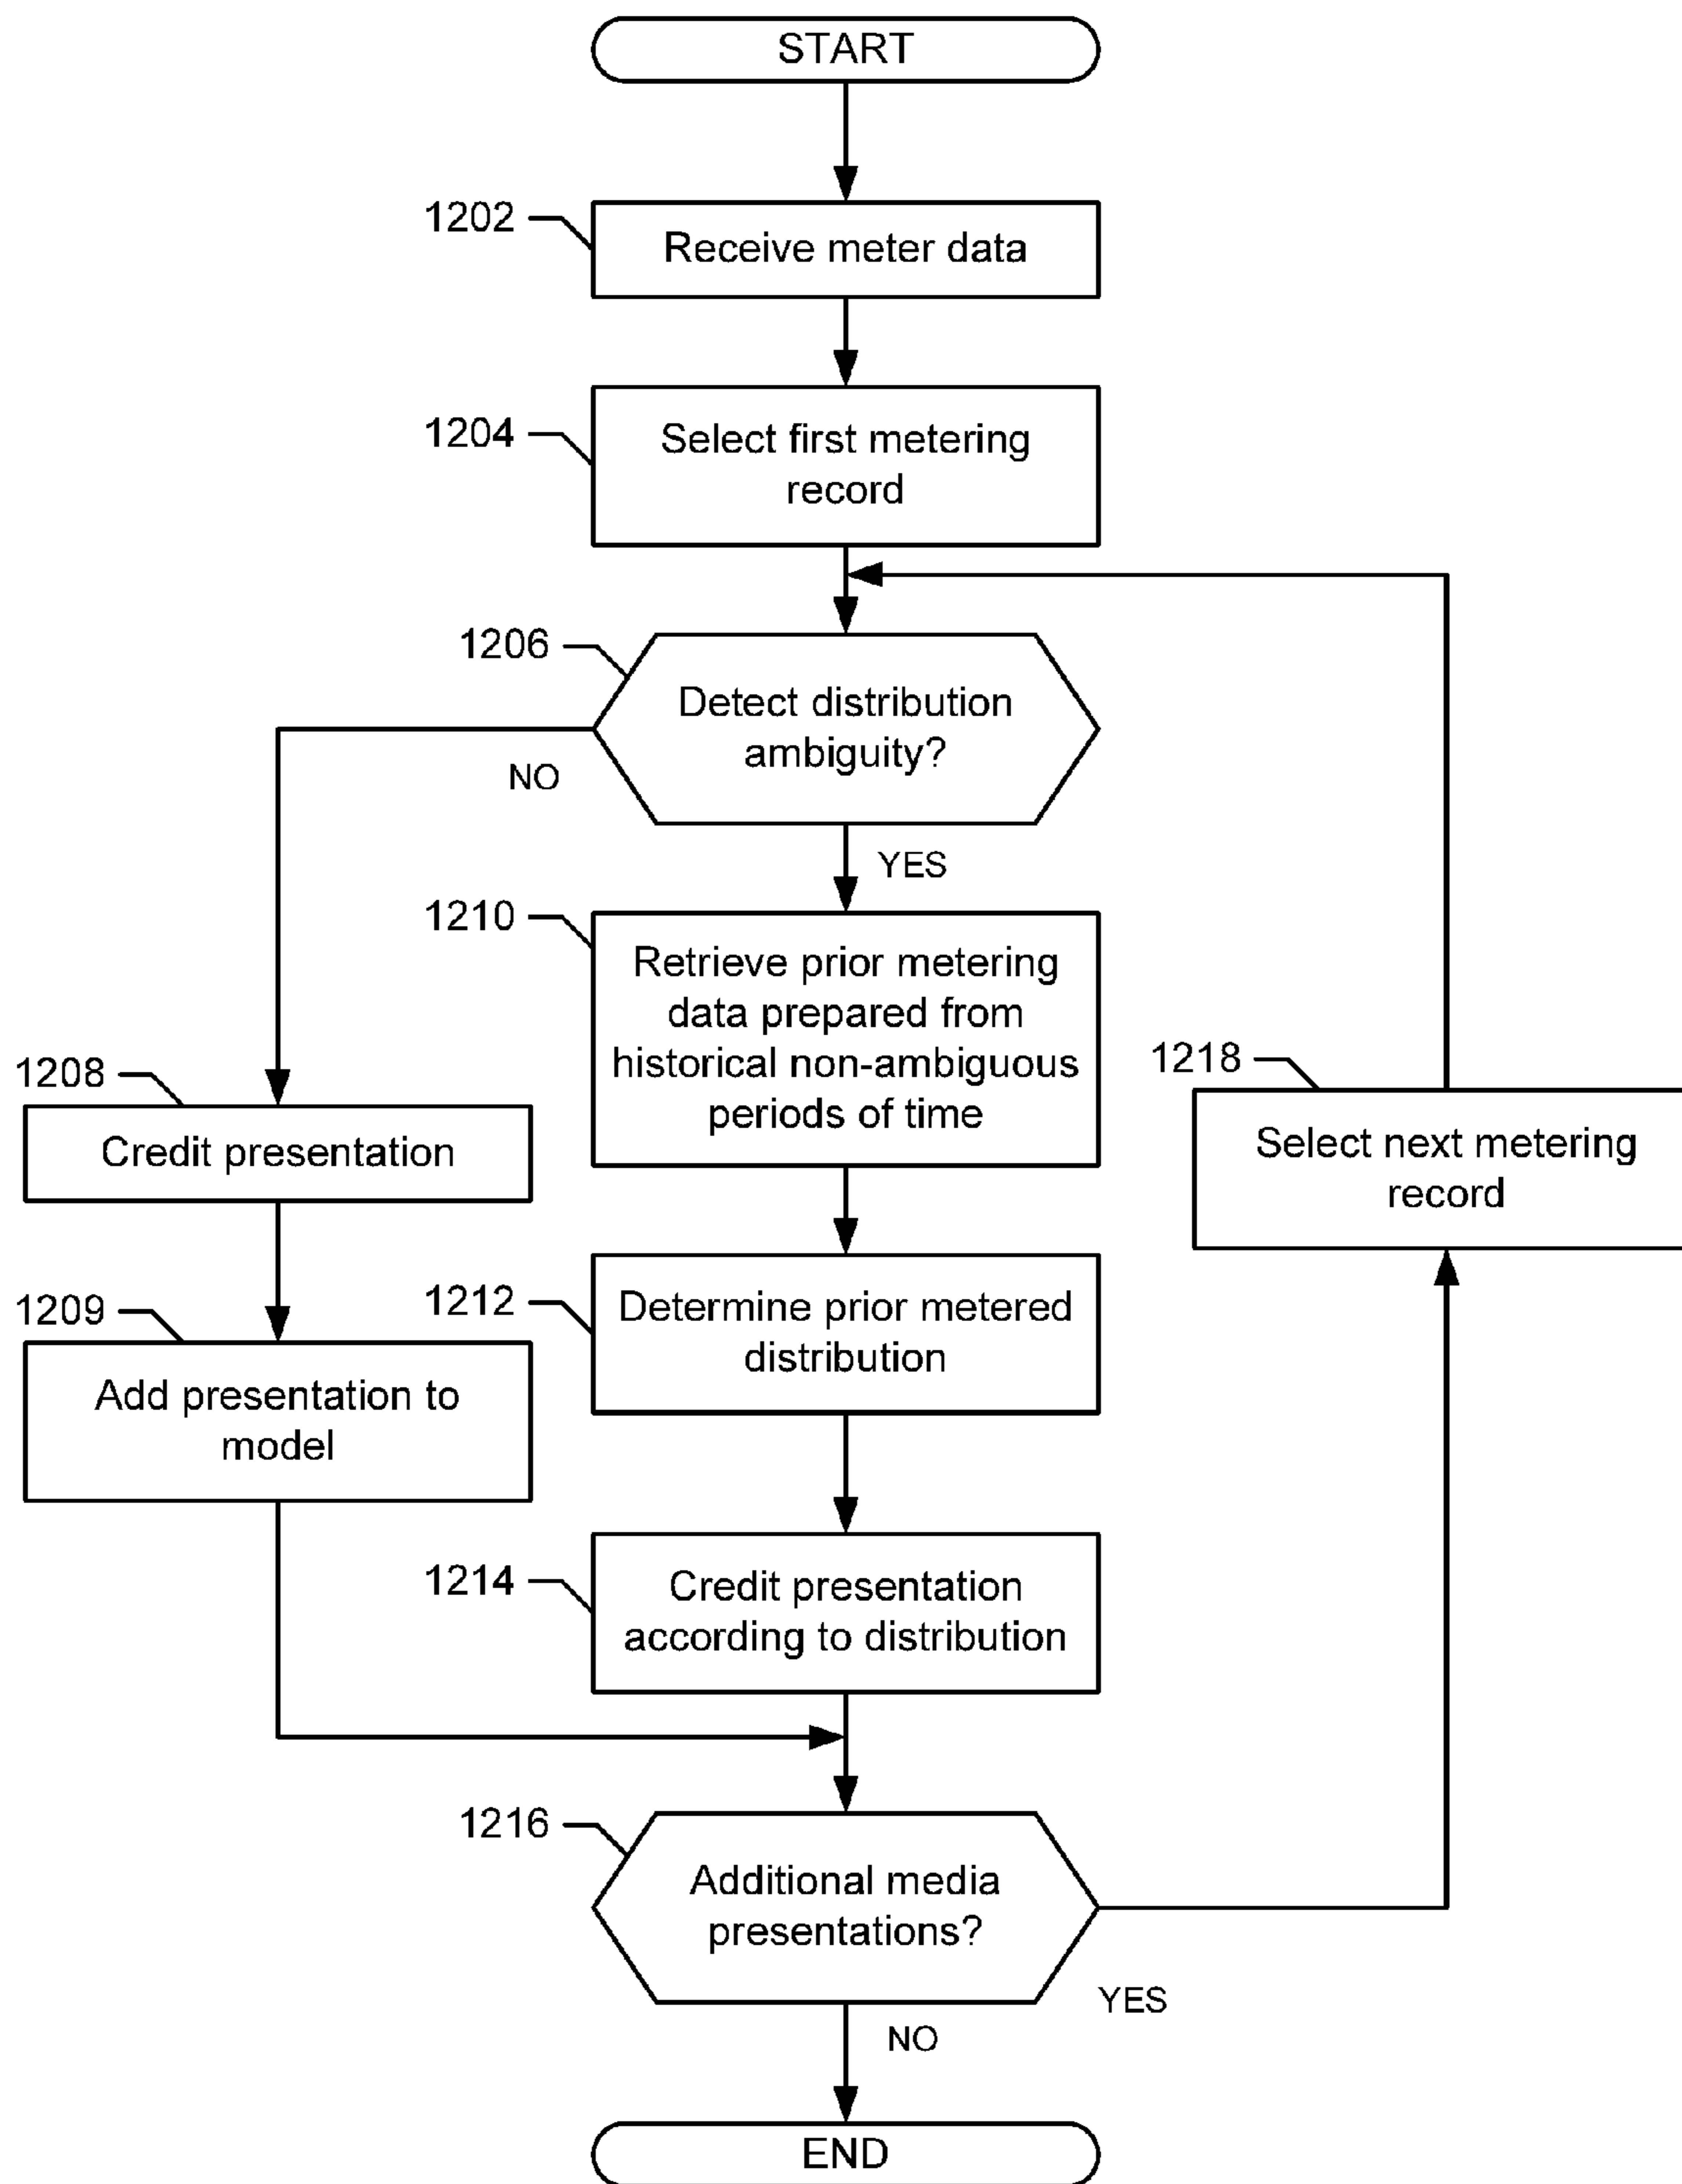 START
1202
Receive meter data
1204
Select first metering
record
1206
Detect distribution
ambiguity?
NO
YES
1210
Retrieve prior metering
data prepared from
historical non-ambiguous
periods of time
1208
Credit presentation
1218
Select next metering
record
1209
Add presentation to
model
1212
Determine prior metered
distribution
1214
Credit presentation
according to distribution
1216
Additional media
presentations?
YES
NO
END